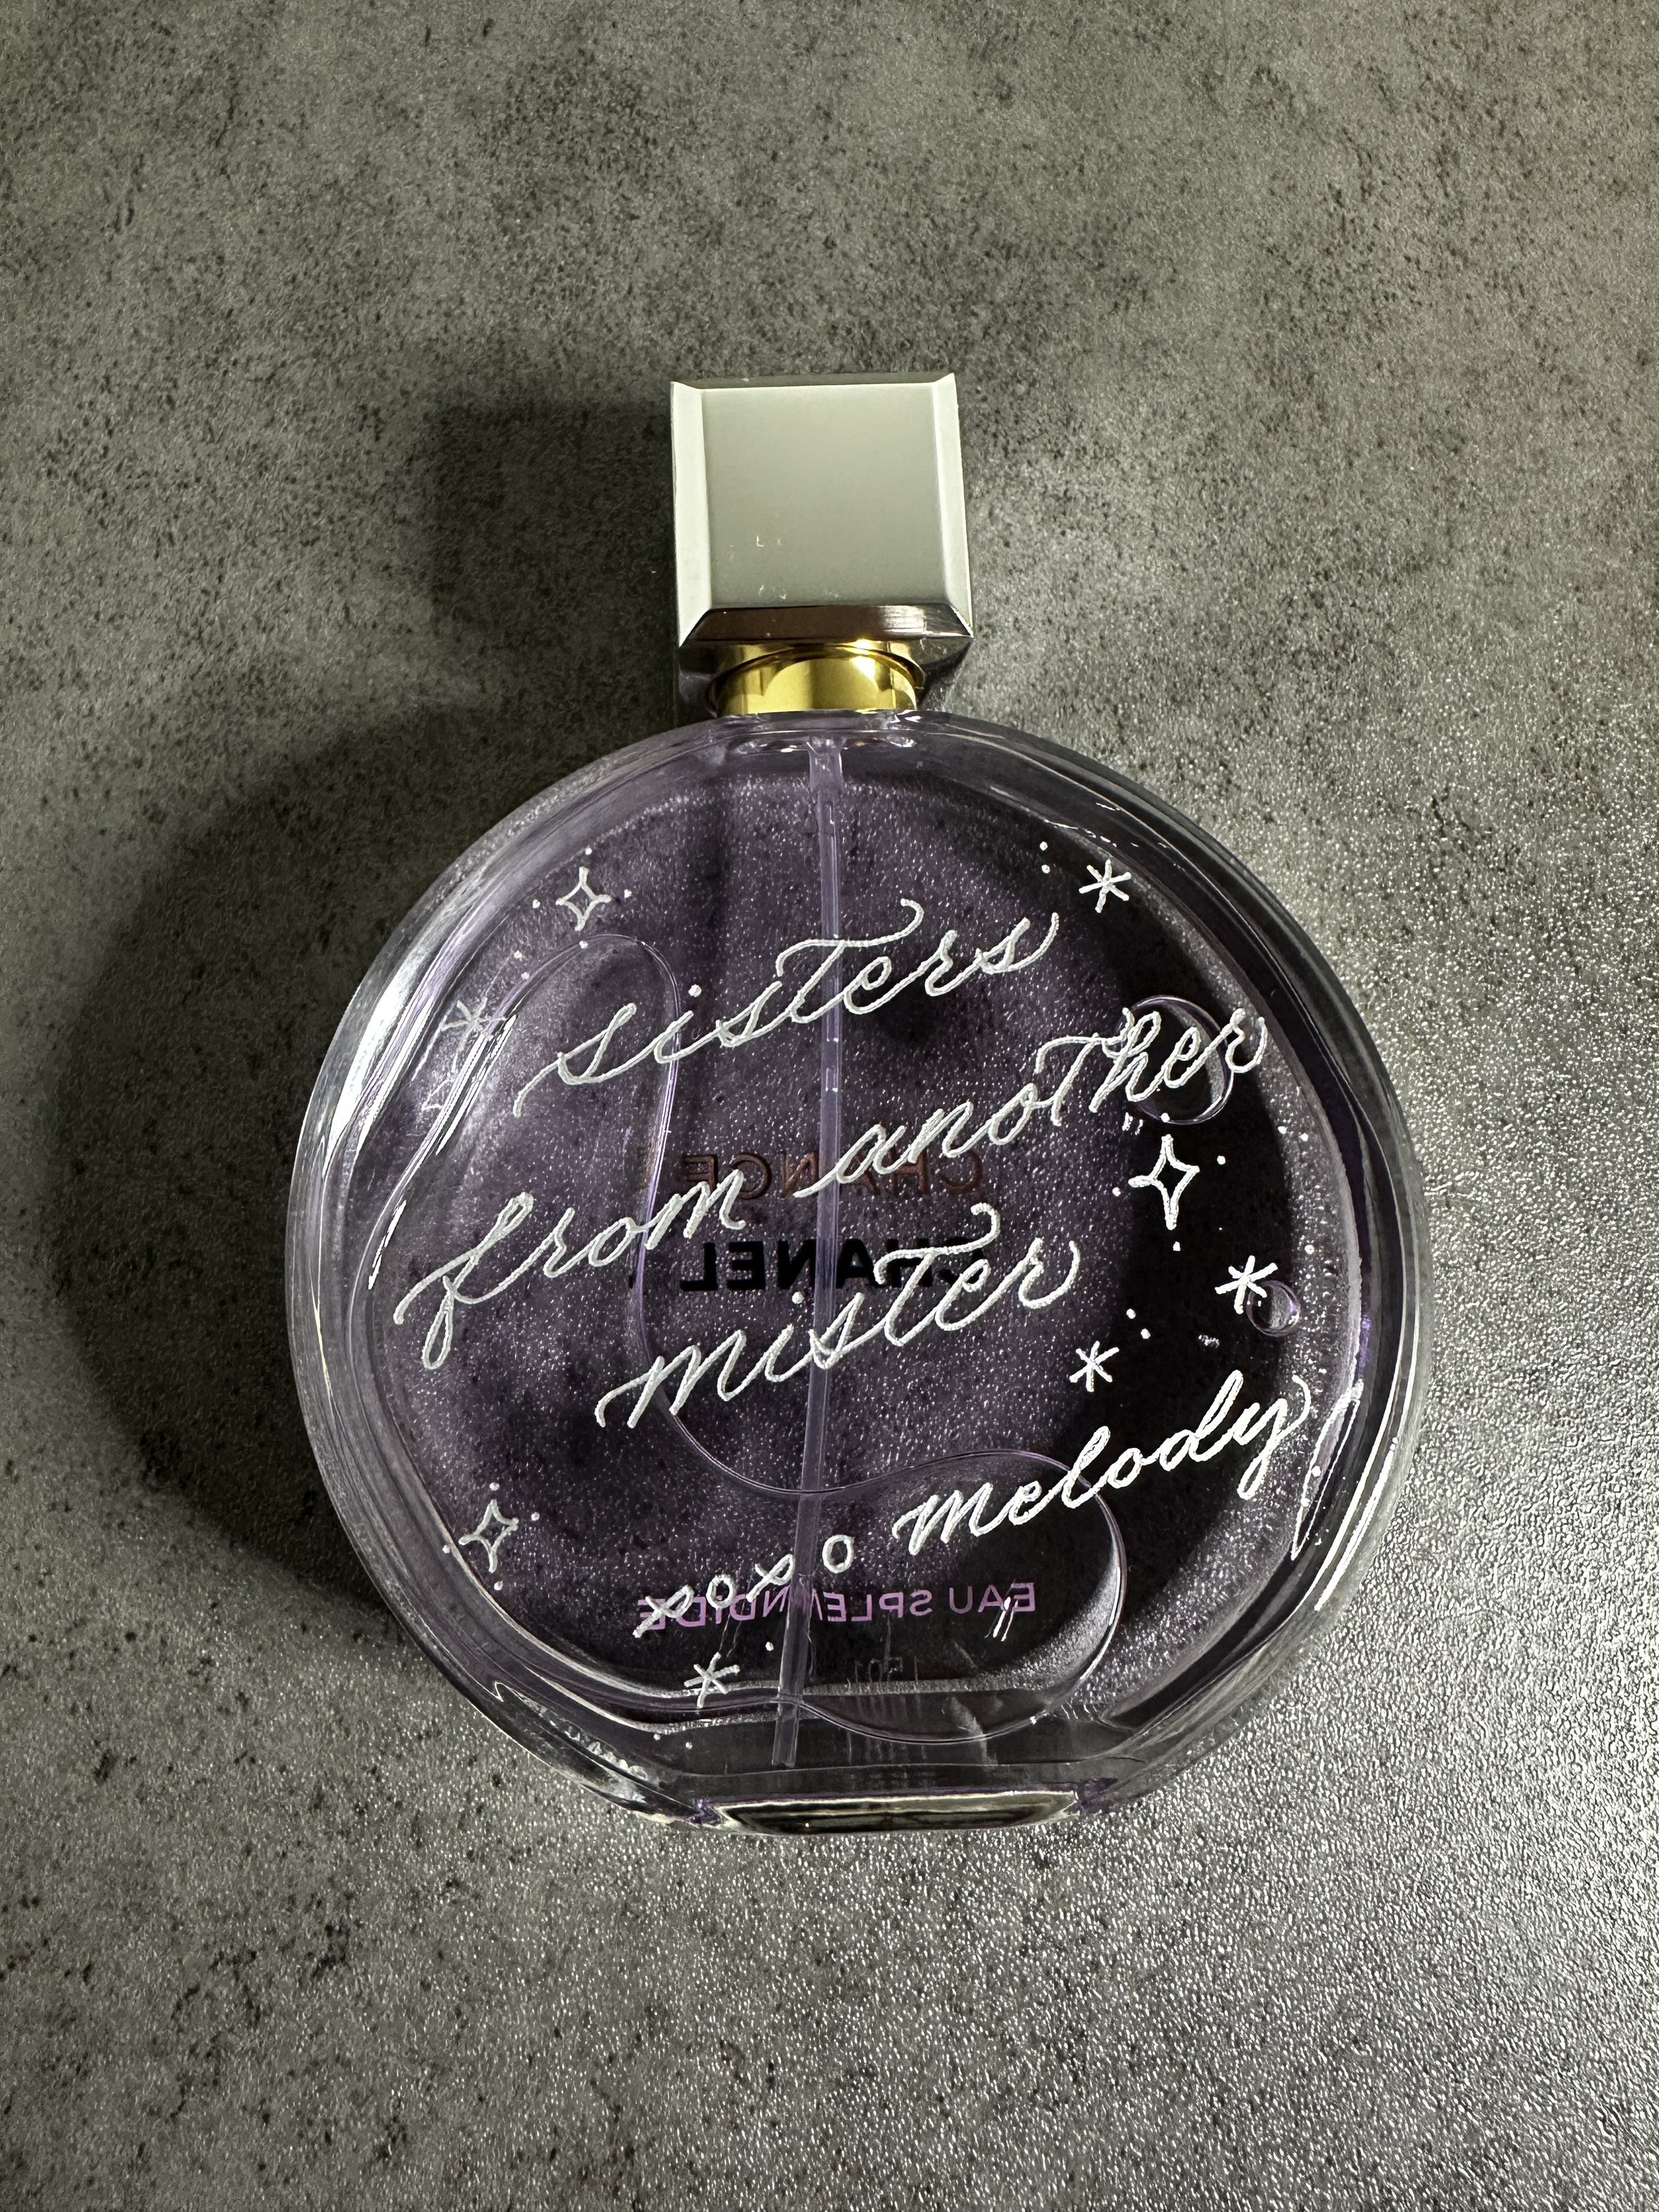 sisters
from another
CHANCE
CHANEL
mister
xoxo melody
EAU SPLENDIDE